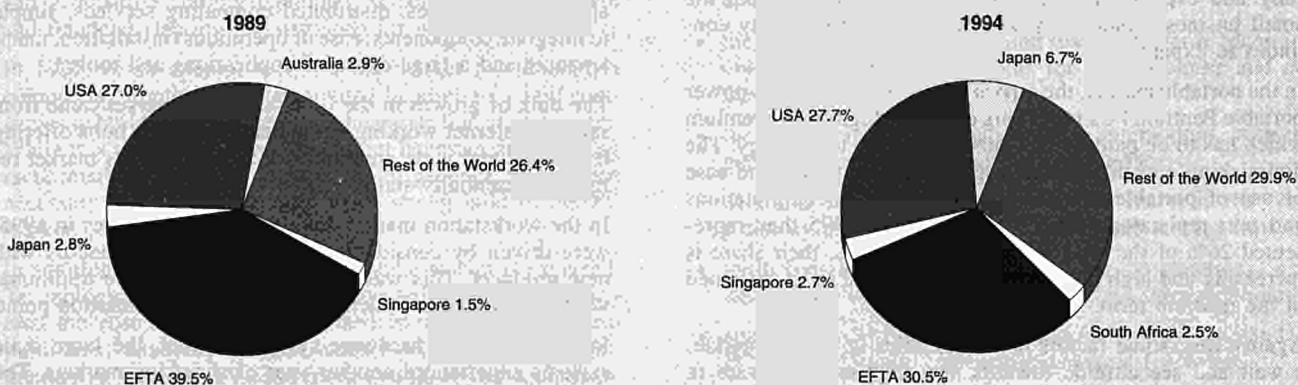 1989
Australia 2.9%
USA 27.0%
Rest of the World 26.4%
Japan 2.8%
Singapore 1.5%
EFTA 39.5%
1994
Japan 6.7%
USA 27.7%
Rest of the World 29.9%
Singapore 2.7%
South Africa 2.5%
EFTA 30.5%